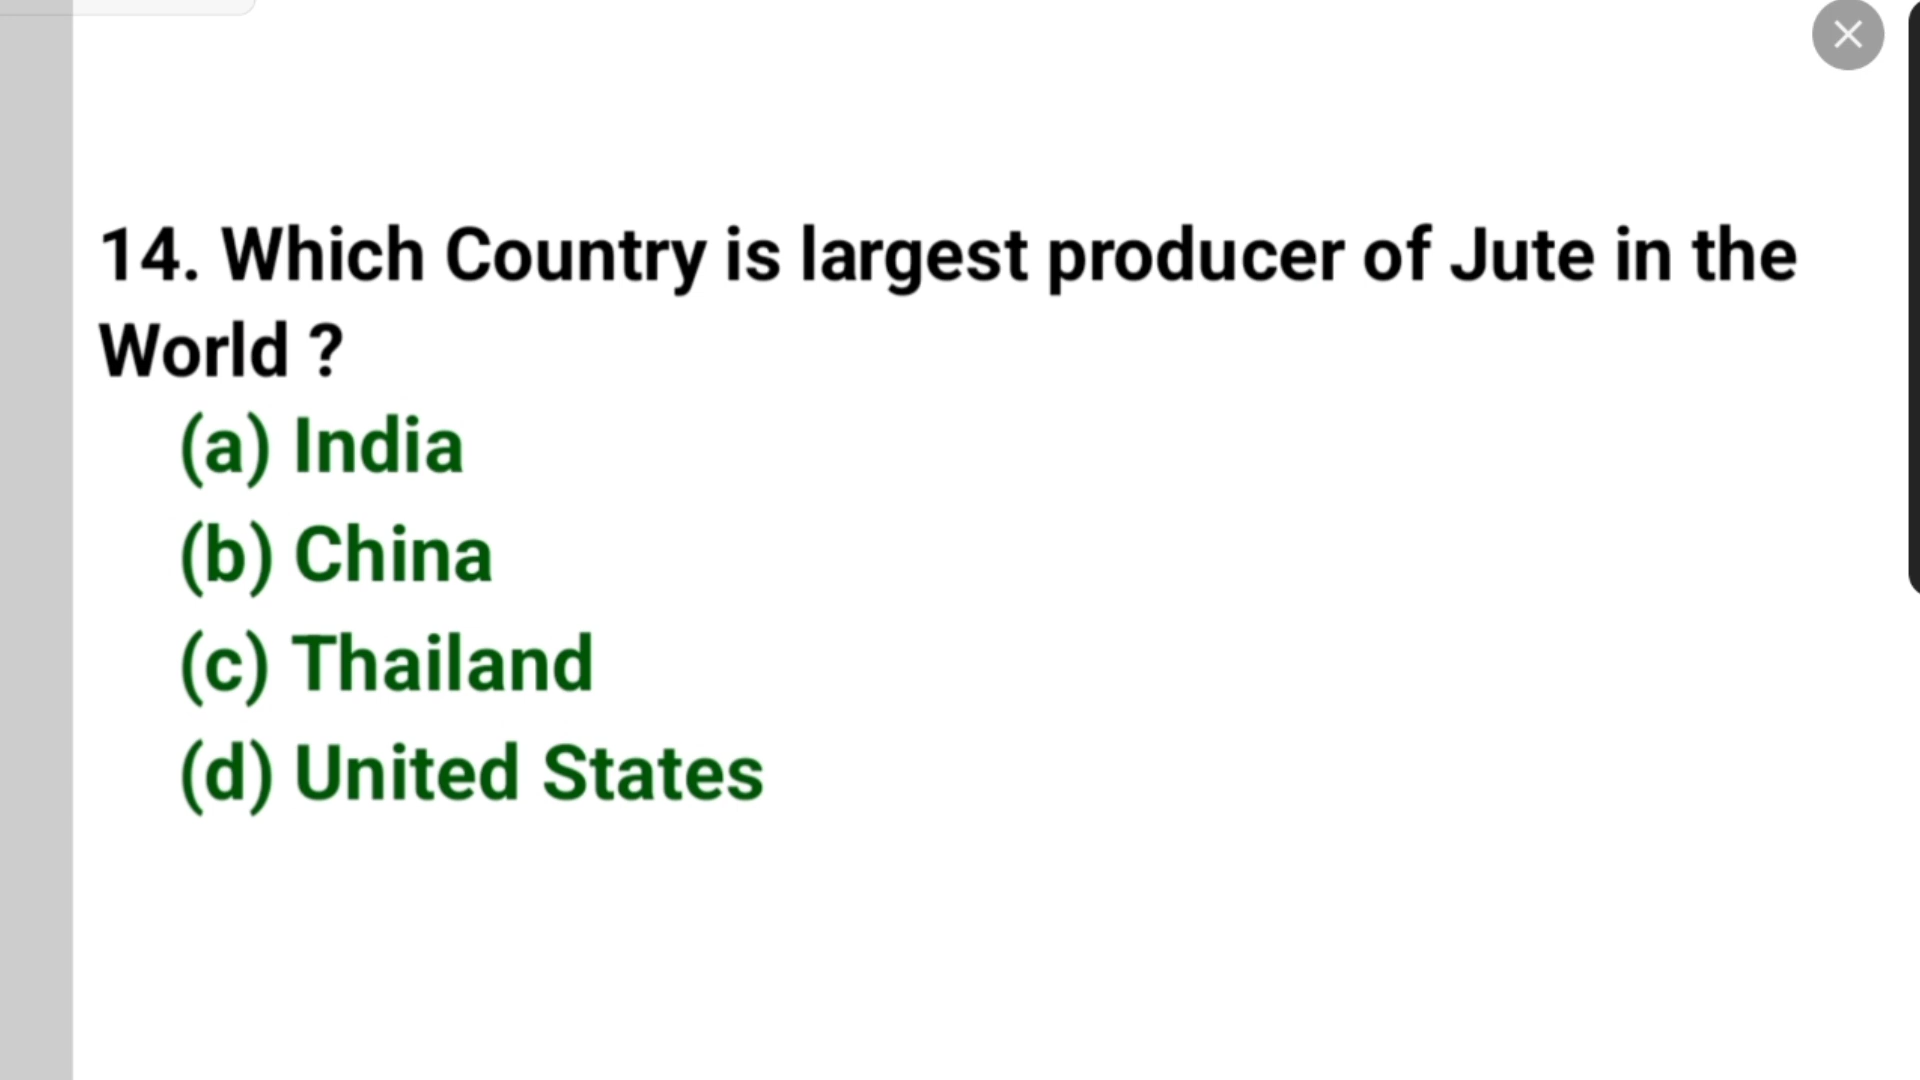 14. Which Country is largest producer of Jute in the
World ?
(a) India
(b) China
(c) Thailand
(d) United States